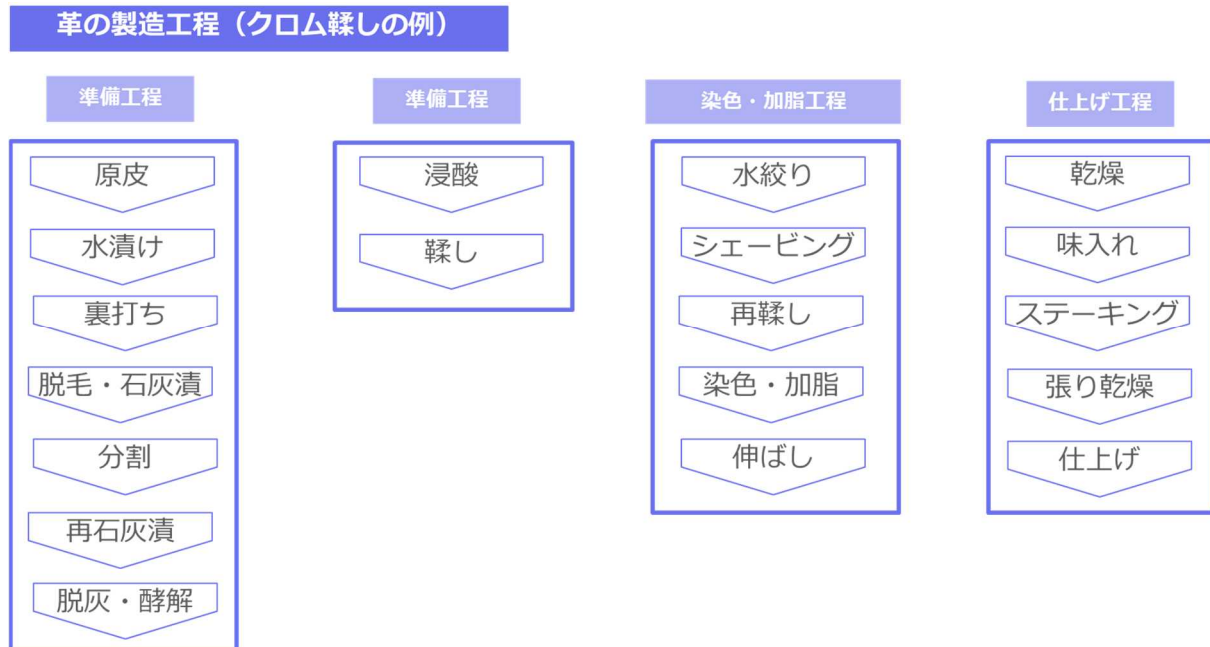 革の製造工程（クロム鞣しの例）
準備工程
原皮
水漬け
裏打ち
脱毛・石灰漬
分割
再石灰漬
脱灰・酵解
準備工程
浸酸
鞣し
染色・加脂工程
水絞り
シェービング
再鞣し
染色・加脂
伸ばし
仕上げ工程
乾燥
味入れ
ステーキング
張り乾燥
仕上げ